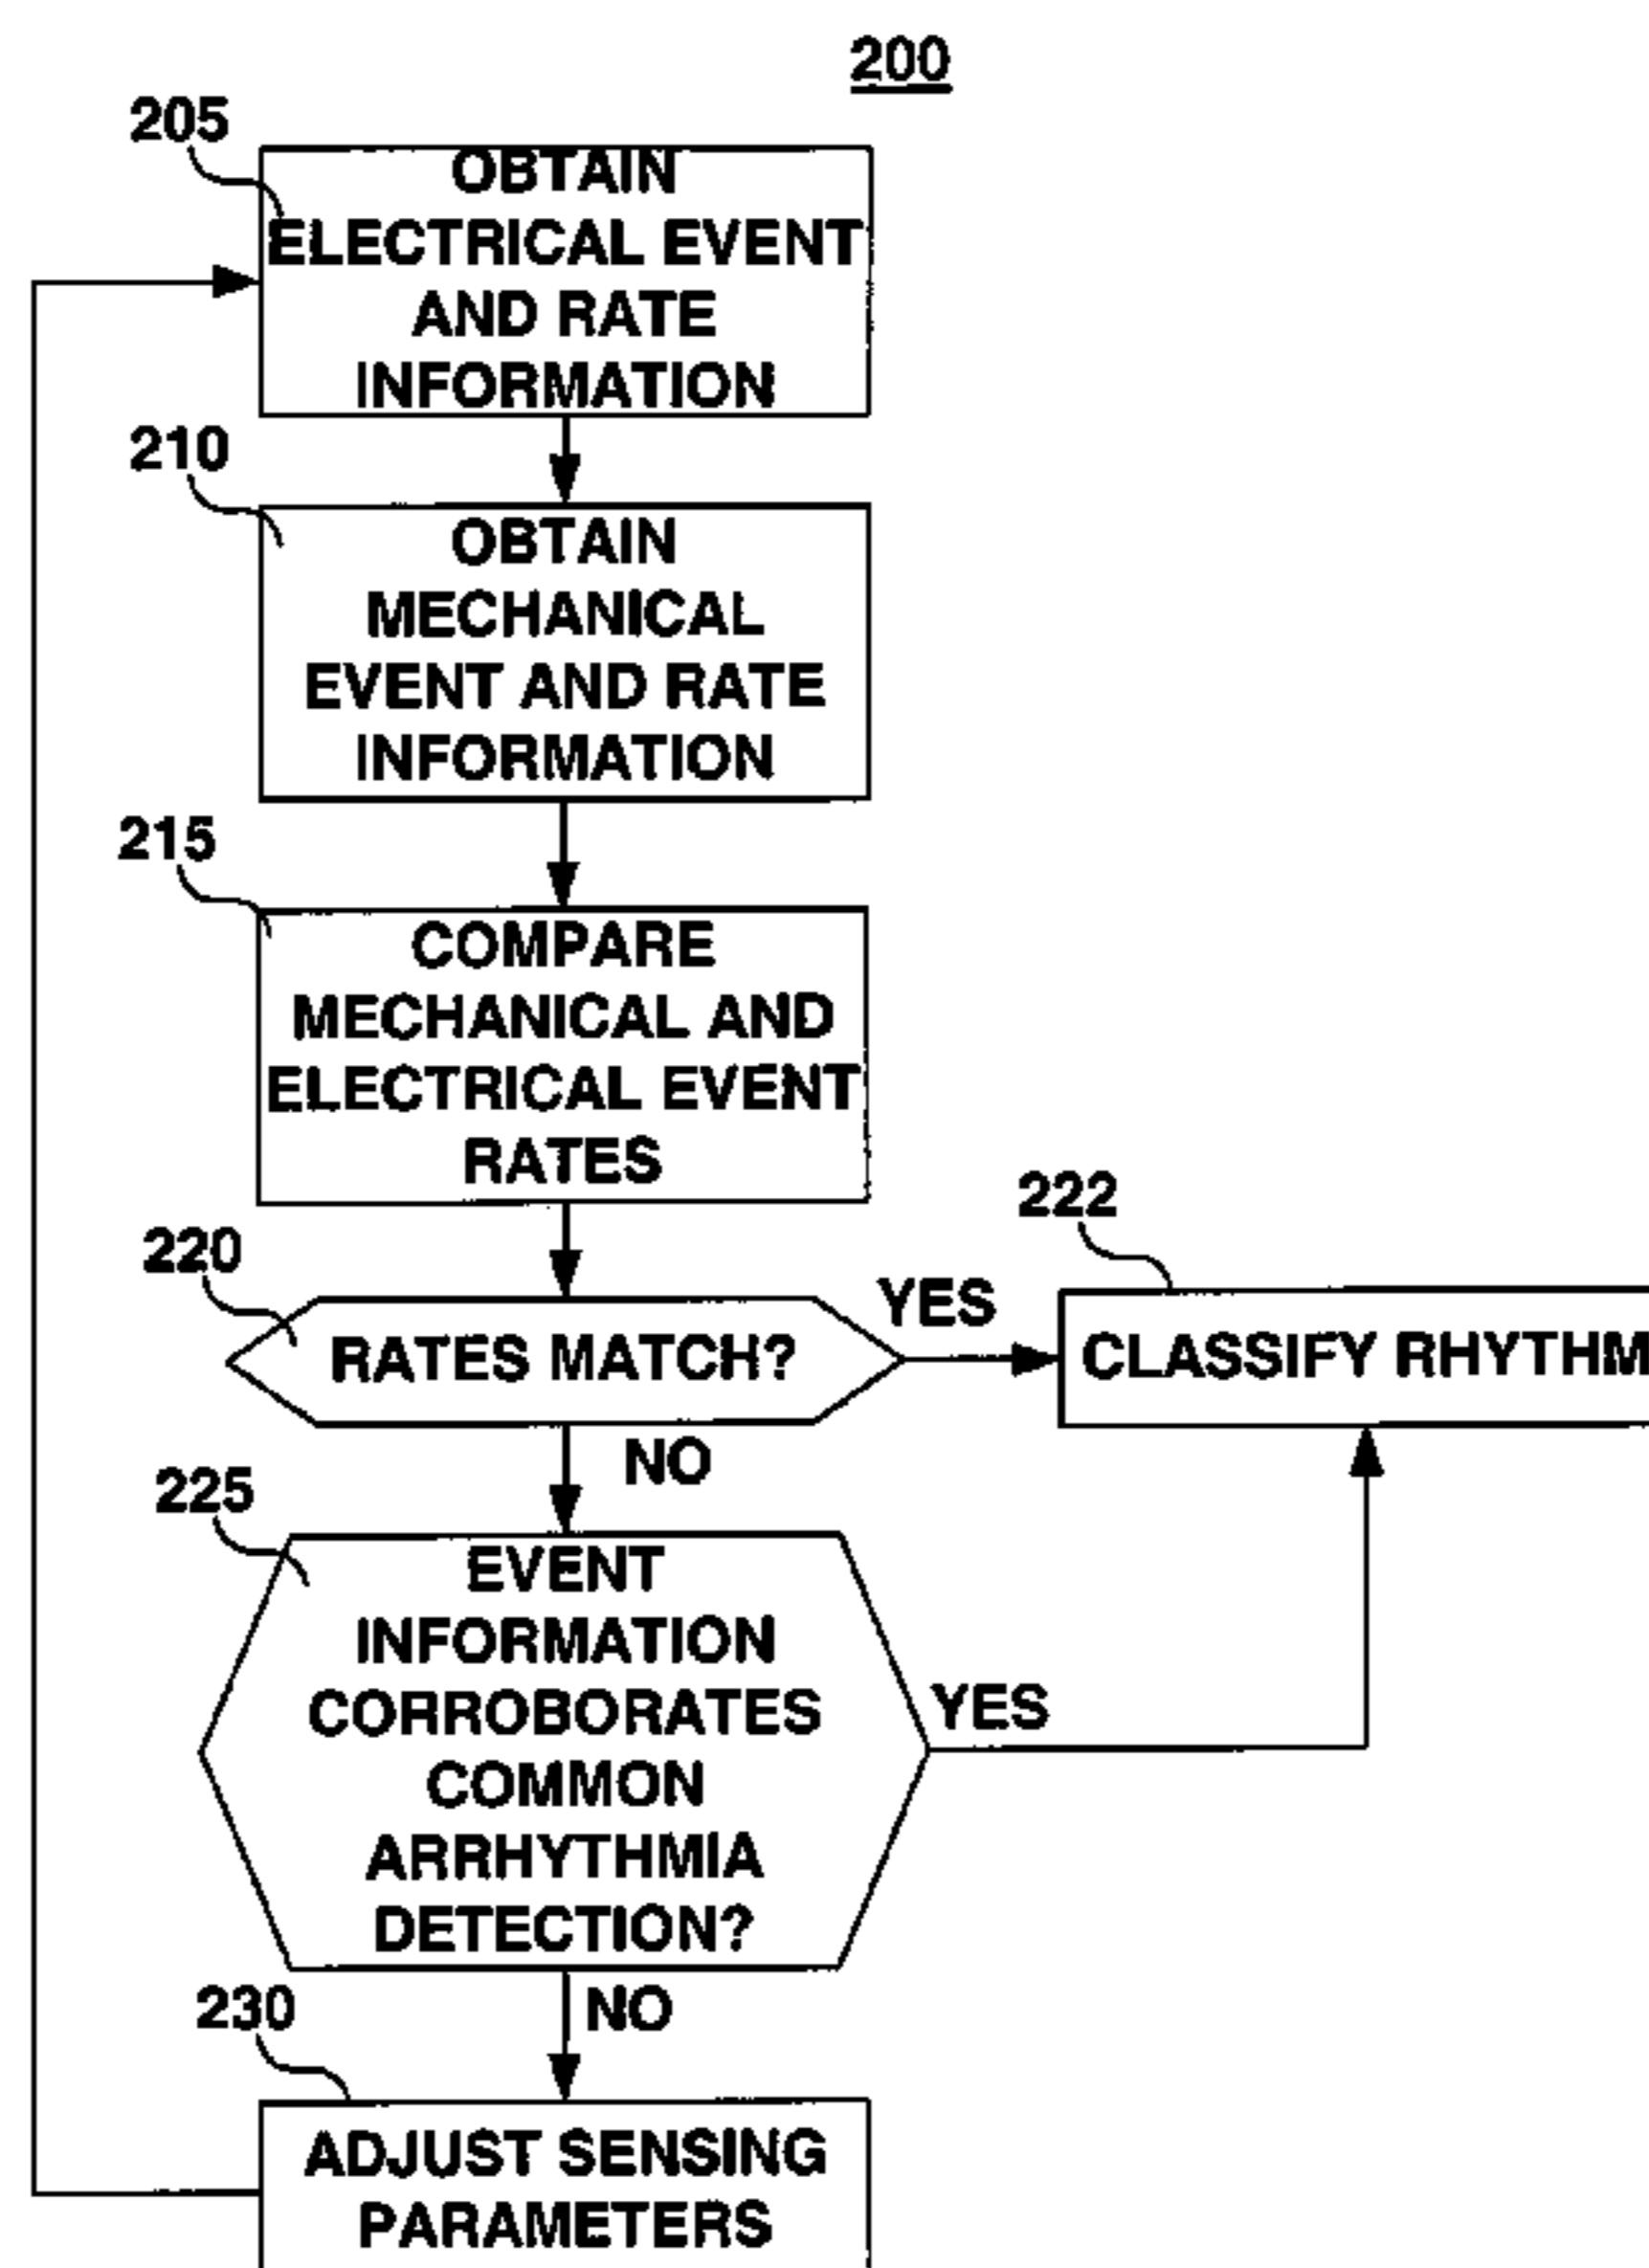 200
205
OBTAIN
ELECTRICAL EVENT
AND RATE
INFORMATION
210
OBTAIN
MECHANICAL
EVENT AND RATE
INFORMATION
215
COMPARE
MECHANICAL AND
ELECTRICAL EVENT
RATES
220
RATES MATCH?
YES
222
CLASSIFY RHYTHM
NO
225
EVENT
INFORMATION
CORROBORATES
COMMON
ARRHYTHMIA
DETECTION?
YES
NO
230
ADJUST SENSING
PARAMETERS